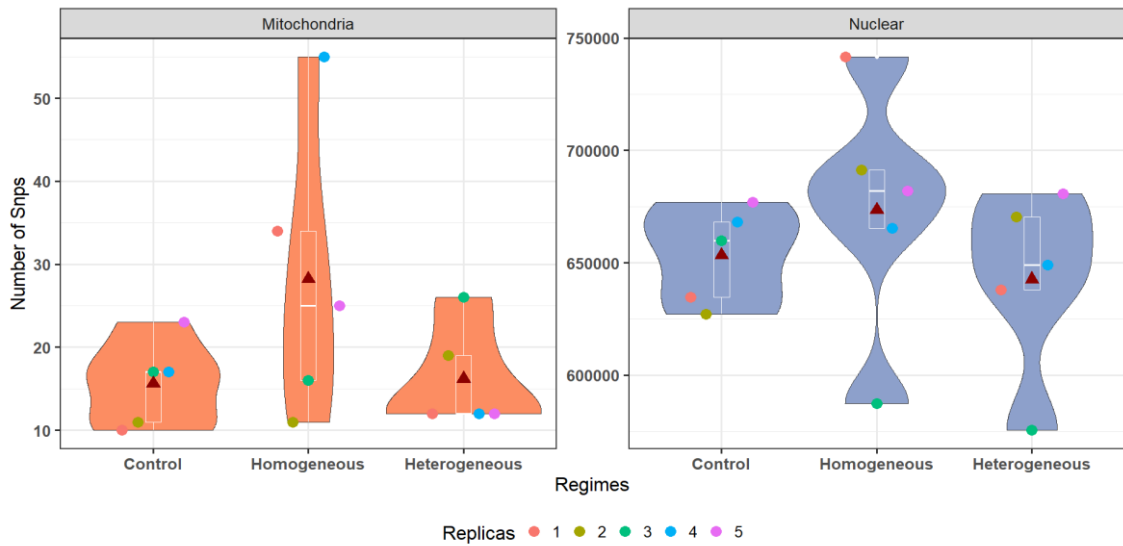 Mitochondria
Nuclear
Number of Snps
50
40
30
20
10
750000
700000
650000
600000
Control Homogeneous Heterogeneous
Control Homogeneous Heterogeneous
Regimes
Replicas 1 2 3 4 5